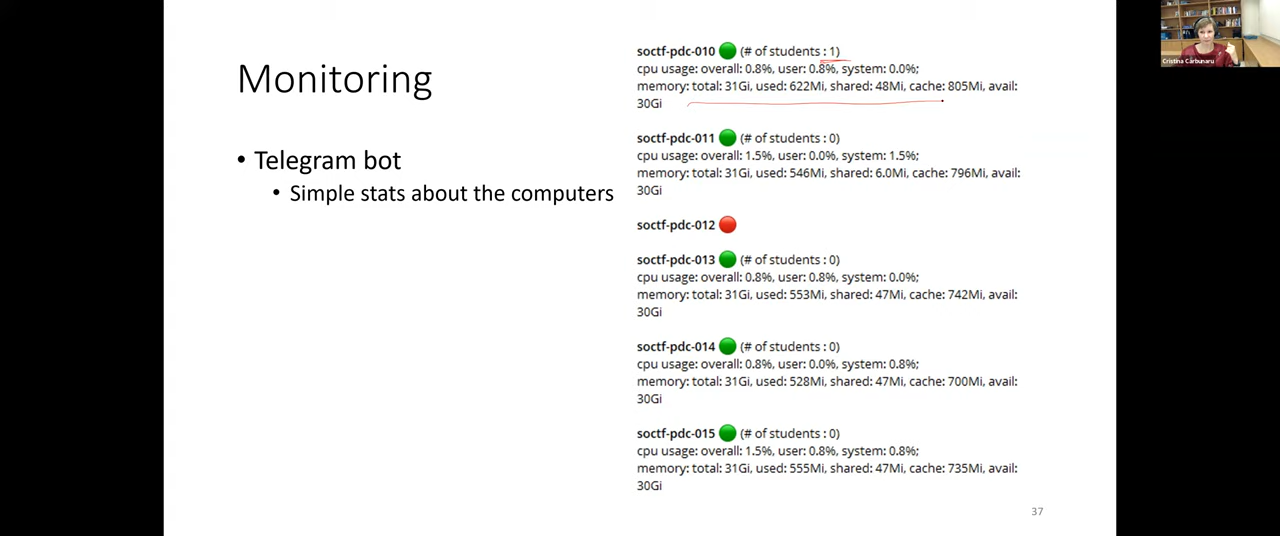 Monitoring
• Telegram bot
• Simple stats about the computers
soctf-pdc-010 (# of students : 1)
cpu usage: overall: 0.8%, user: 0.8%, system: 0.0%;
memory: total: 31Gi, used: 622Mi, shared: 48Mi, cache: 805Mi, avail:
30Gi
soctf-pdc-011 (# of students : 0)
cpu usage: overall: 1.5%, user: 0.0%, system: 1.5%;
memory: total: 31Gi, used: 546Mi, shared: 6.0Mi, cache: 796Mi, avail:
30Gi
soctf-pdc-012
soctf-pdc-013 (# of students : 0)
cpu usage: overall: 0.8%, user: 0.8%, system: 0.0%;
memory: total: 31Gi, used: 553Mi, shared: 47Mi, cache: 742Mi, avail:
30Gi
soctf-pdc-014 (# of students : 0)
cpu usage: overall: 0.8%, user: 0.0%, system: 0.8%;
memory: total: 31Gi, used: 528Mi, shared: 47Mi, cache: 700Mi, avail:
30Gi
soctf-pdc-015 (# of students : 0)
cpu usage: overall: 1.5%, user: 0.8%, system: 0.8%;
memory: total: 31Gi, used: 555Mi, shared: 47Mi, cache: 735Mi, avail:
30Gi
37
Cristina Cărbunaru